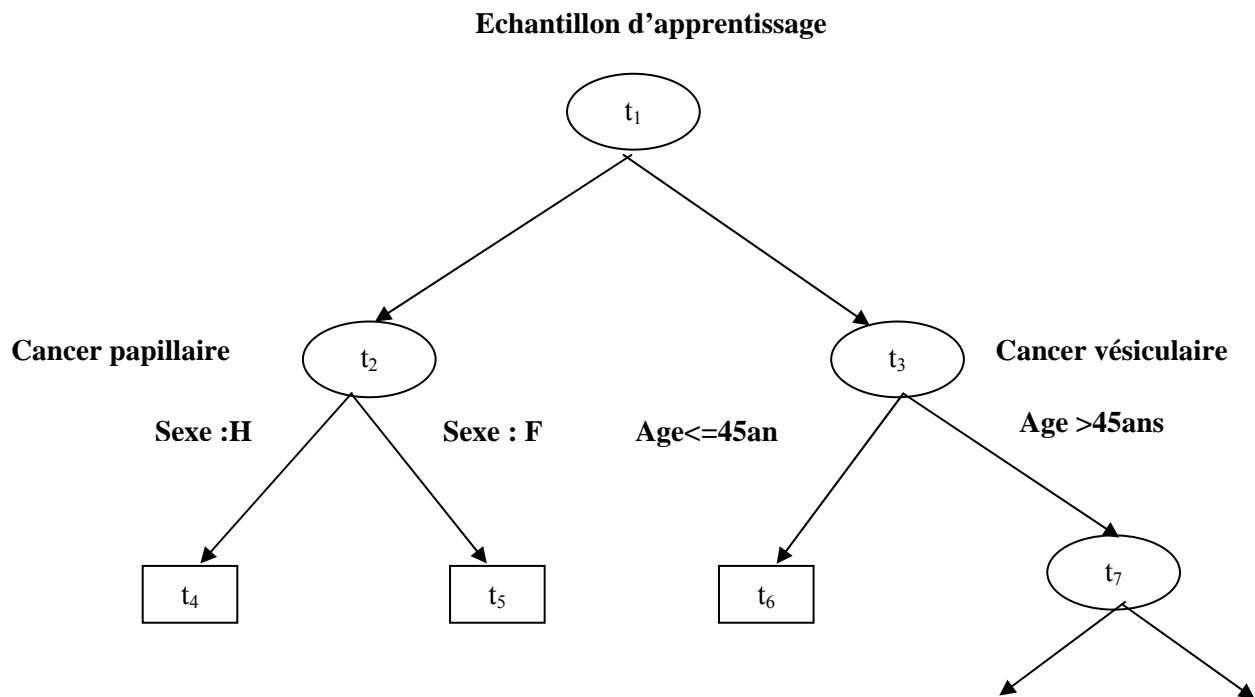 Echantillon d’apprentissage
t₁
Cancer papillaire
t₂
t₃
Cancer vésiculaire
Sexe :H
Sexe : F
Age<=45an
Age >45ans
t₄
t₅
t₆
t₇